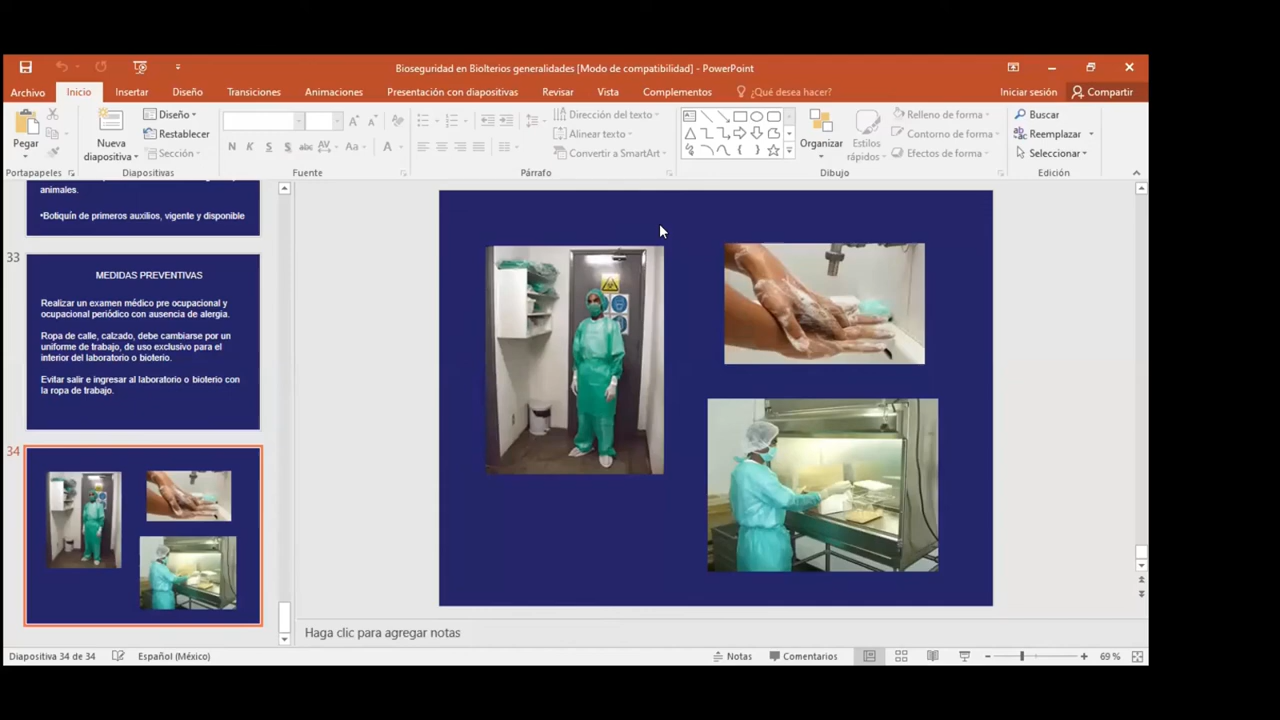 Bioseguridad en Biolterios generalidades [Modo de compatibilidad] - PowerPoint
Archivo Inicio Insertar Diseño Transiciones Animaciones Presentación con diapositivas Revisar Vista Complementos ¿Qué desea hacer? Iniciar sesión Compartir
Pegar
Nueva diapositiva
Diseño
Restablecer
Sección
N K S S abc AV Aa A
Dirección del texto
Alinear texto
Convertir a SmartArt
Organizar
Estilos rápidos
Relleno de forma
Contorno de forma
Efectos de forma
Buscar
Reemplazar
Seleccionar
Portapapeles Diapositivas Fuente Párrafo Dibujo Edición
animales.
•Botiquín de primeros auxilios, vigente y disponible
33
MEDIDAS PREVENTIVAS
Realizar un examen médico pre ocupacional y
ocupacional periódico con ausencia de alergia.
Ropa de calle, calzado, debe cambiarse por un
uniforme de trabajo, de uso exclusivo para el
interior del laboratorio o bioterio.
Evitar salir e ingresar al laboratorio o bioterio con
la ropa de trabajo.
34
Haga clic para agregar notas
Diapositiva 34 de 34 Español (México) Notas Comentarios 69 %